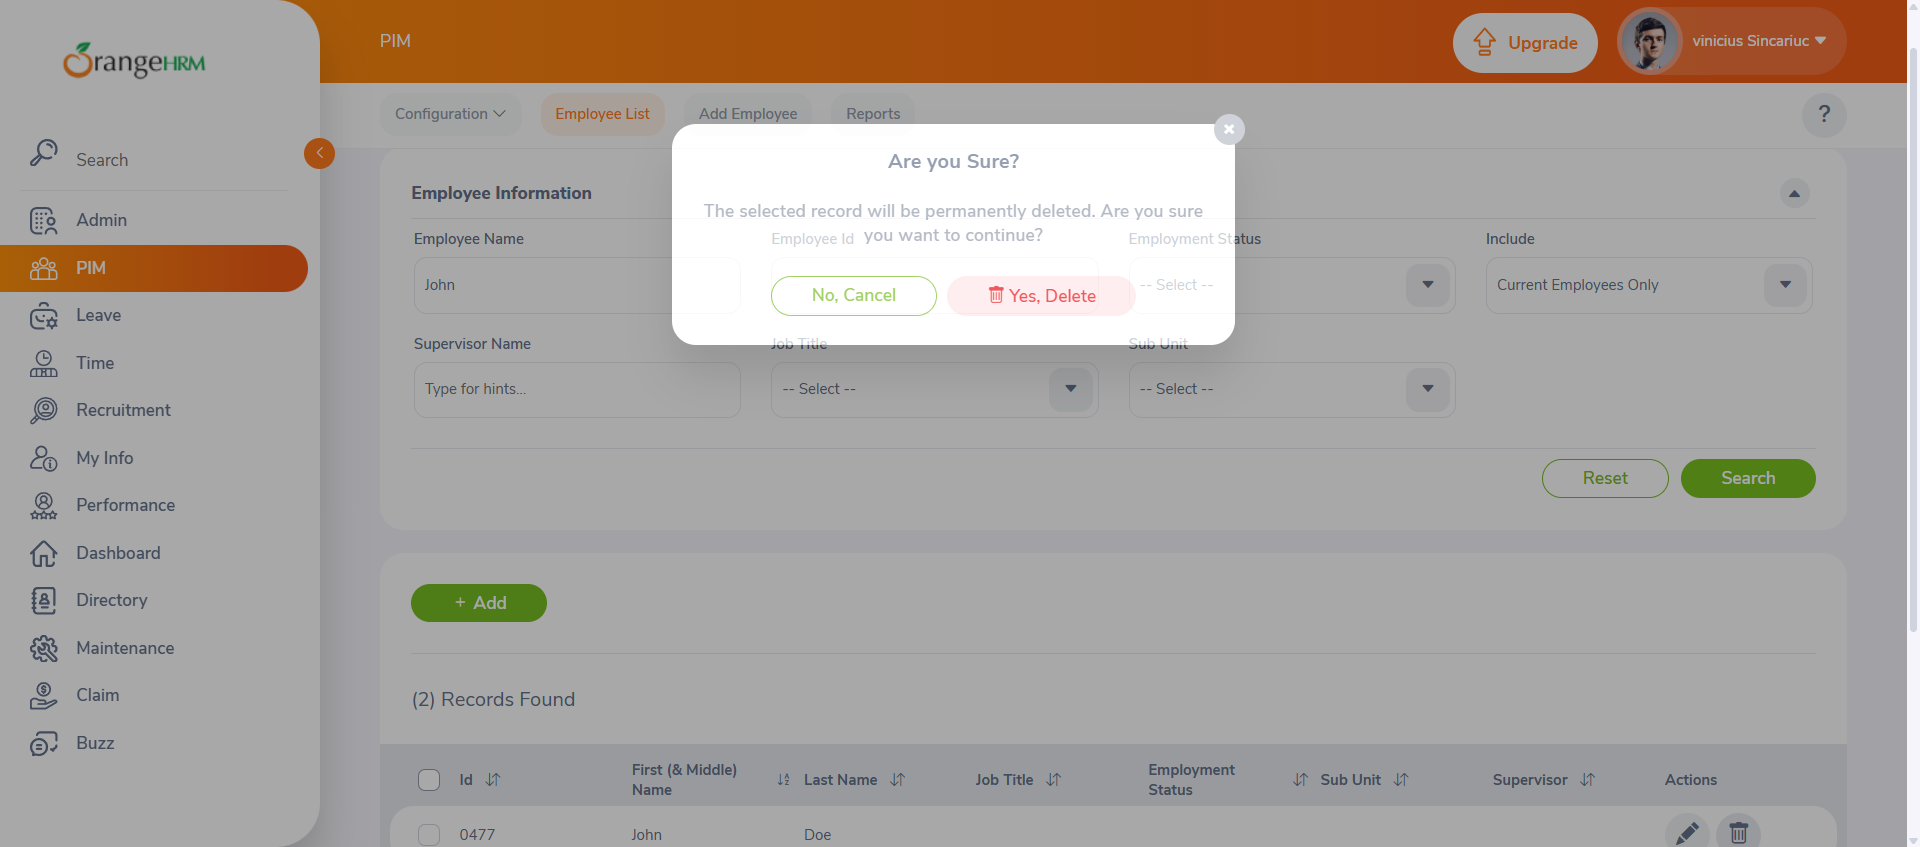 OrangeHRM
PIM
Upgrade
vinicius Sincariuc
Search
Admin
PIM
Leave
Time
Recruitment
My Info
Performance
Dashboard
Directory
Maintenance
Claim
Buzz
Configuration
Employee List
Add Employee
Reports
?
Are you Sure?
The selected record will be permanently deleted. Are you sure
you want to continue?
No, Cancel
Yes, Delete
Employee Information
Employee Name
Employee Id
Employment Status
Include
John
-- Select --
Current Employees Only
Supervisor Name
Job Title
Sub Unit
Type for hints...
-- Select --
-- Select --
Reset
Search
+ Add
(2) Records Found
Id
First (& Middle)
Name
Last Name
Job Title
Employment
Status
Sub Unit
Supervisor
Actions
0477
John
Doe